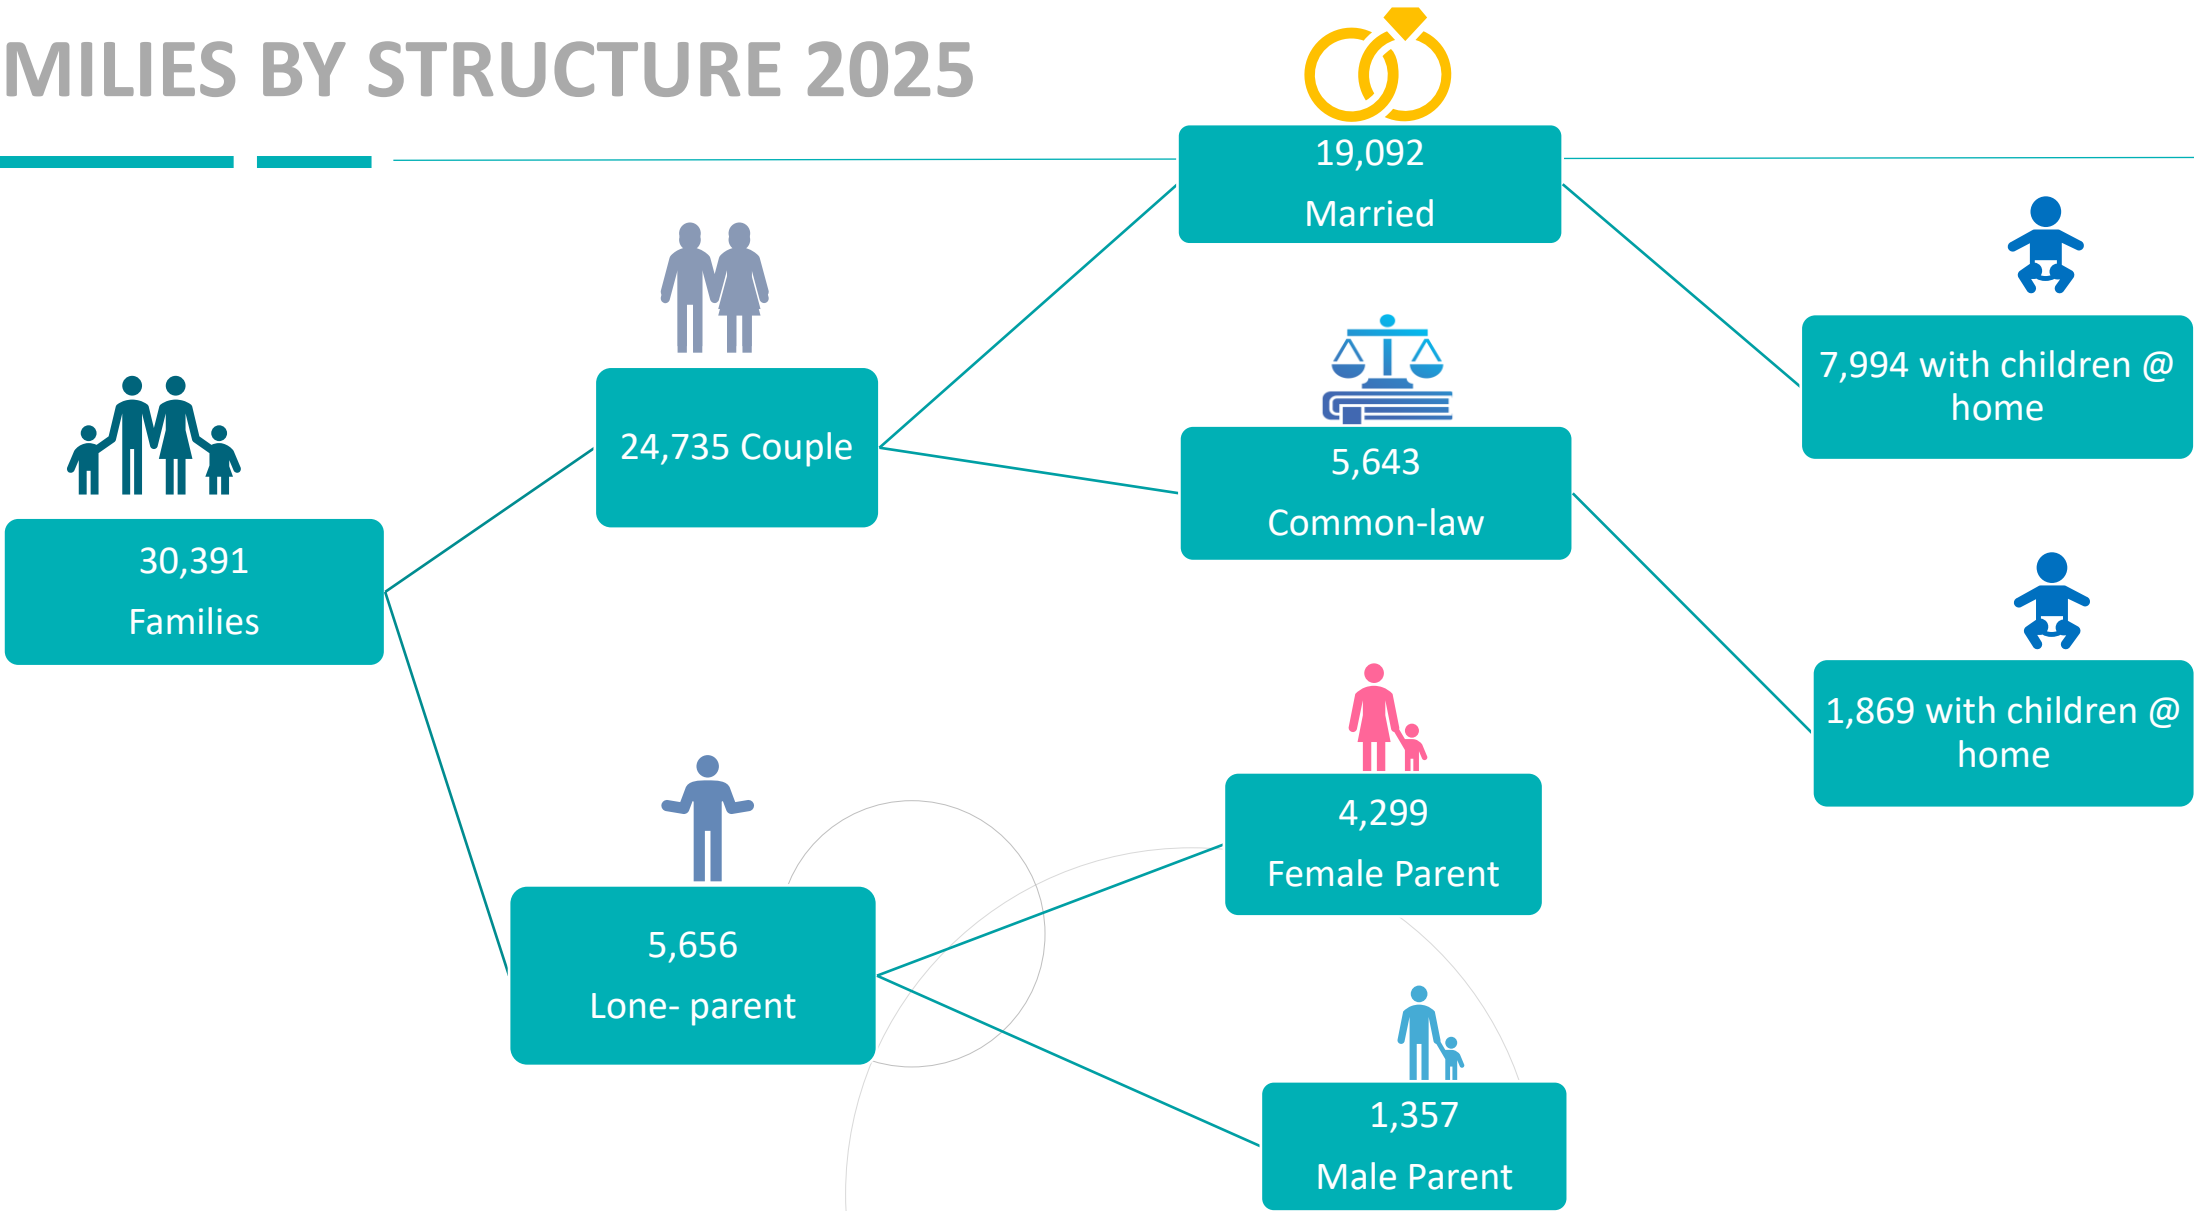 MILIES BY STRUCTURE 2025
19,092
Married
7,994 with children @
home
24,735 Couple
5,643
Common-law
30,391
Families
1,869 with children @
home
4,299
Female Parent
5,656
Lone- parent
1,357
Male Parent